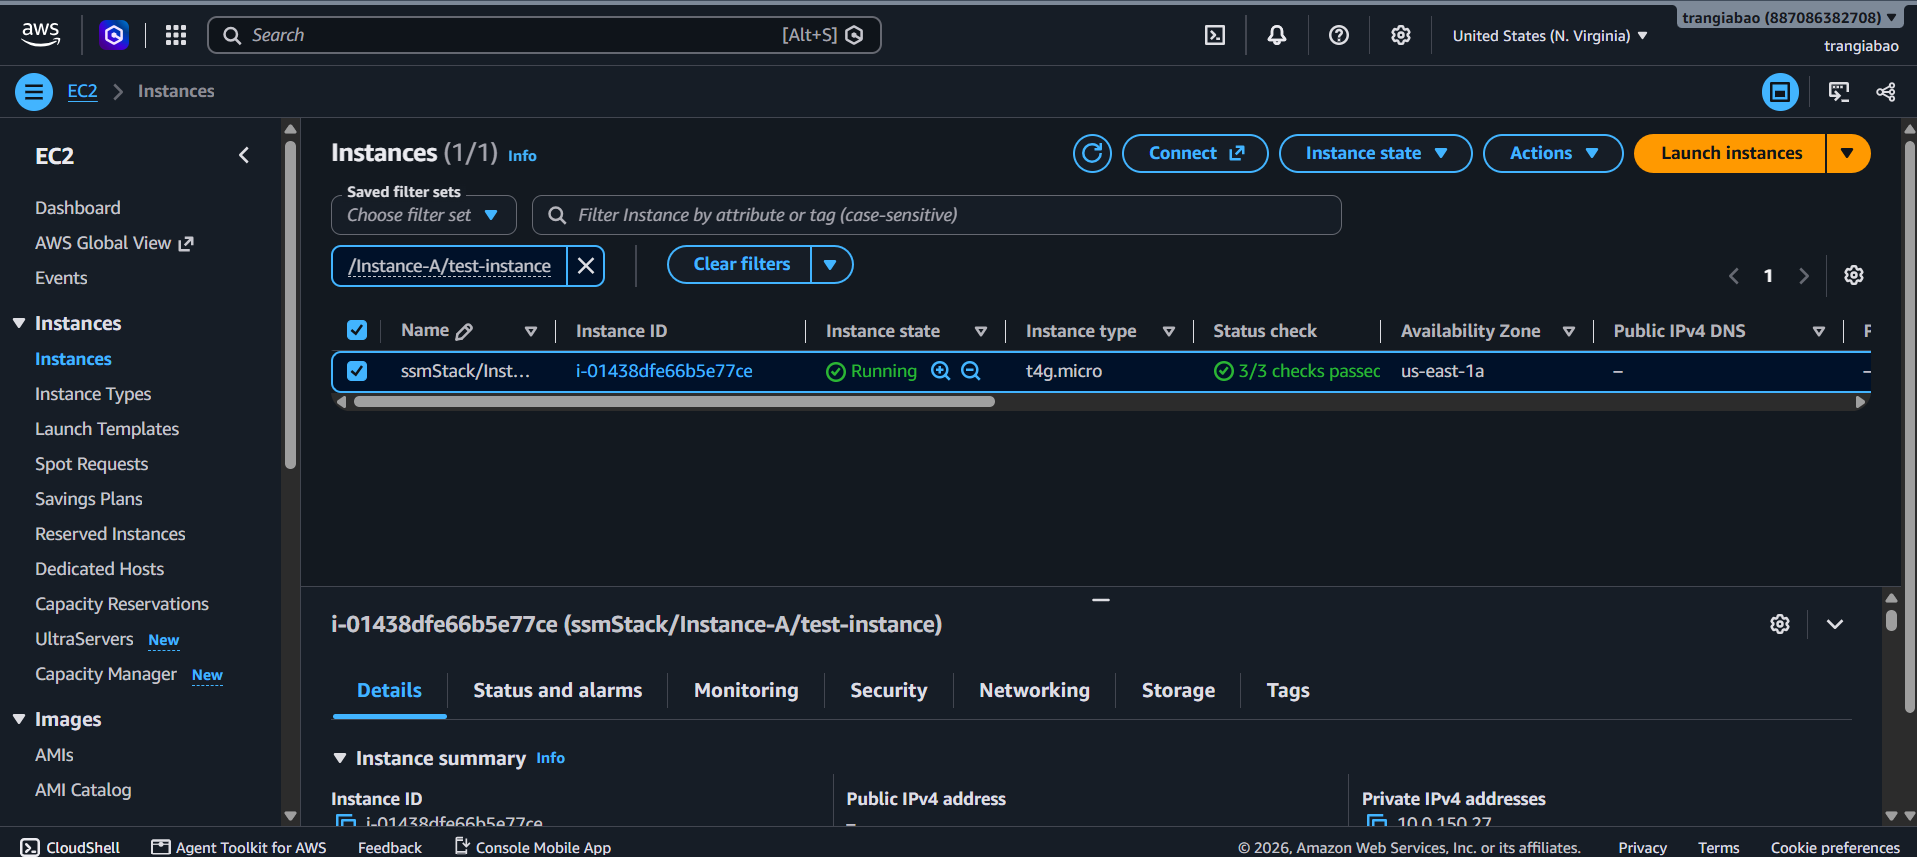 aws
Search [Alt+S]
United States (N. Virginia)
trangiabao (887086382708)
trangiabao
EC2 Instances
EC2
Dashboard
AWS Global View
Events
Instances
Instances
Instance Types
Launch Templates
Spot Requests
Savings Plans
Reserved Instances
Dedicated Hosts
Capacity Reservations
UltraServers New
Capacity Manager New
Images
AMIs
AMI Catalog
Instances (1/1) Info
Connect
Instance state
Actions
Launch instances
Saved filter sets
Choose filter set
Filter Instance by attribute or tag (case-sensitive)
/Instance-A/test-instance
Clear filters
1
Name Instance ID Instance state Instance type Status check Availability Zone Public IPv4 DNS
ssmStack/Inst... i-01438dfe66b5e77ce Running t4g.micro 3/3 checks passec us-east-1a –
i-01438dfe66b5e77ce (ssmStack/Instance-A/test-instance)
Details Status and alarms Monitoring Security Networking Storage Tags
Instance summary Info
Instance ID
i-01438dfe66b5e77ce
Public IPv4 address
–
Private IPv4 addresses
10.0.150.27
CloudShell Agent Toolkit for AWS Feedback Console Mobile App © 2026, Amazon Web Services, Inc. or its affiliates. Privacy Terms Cookie preferences